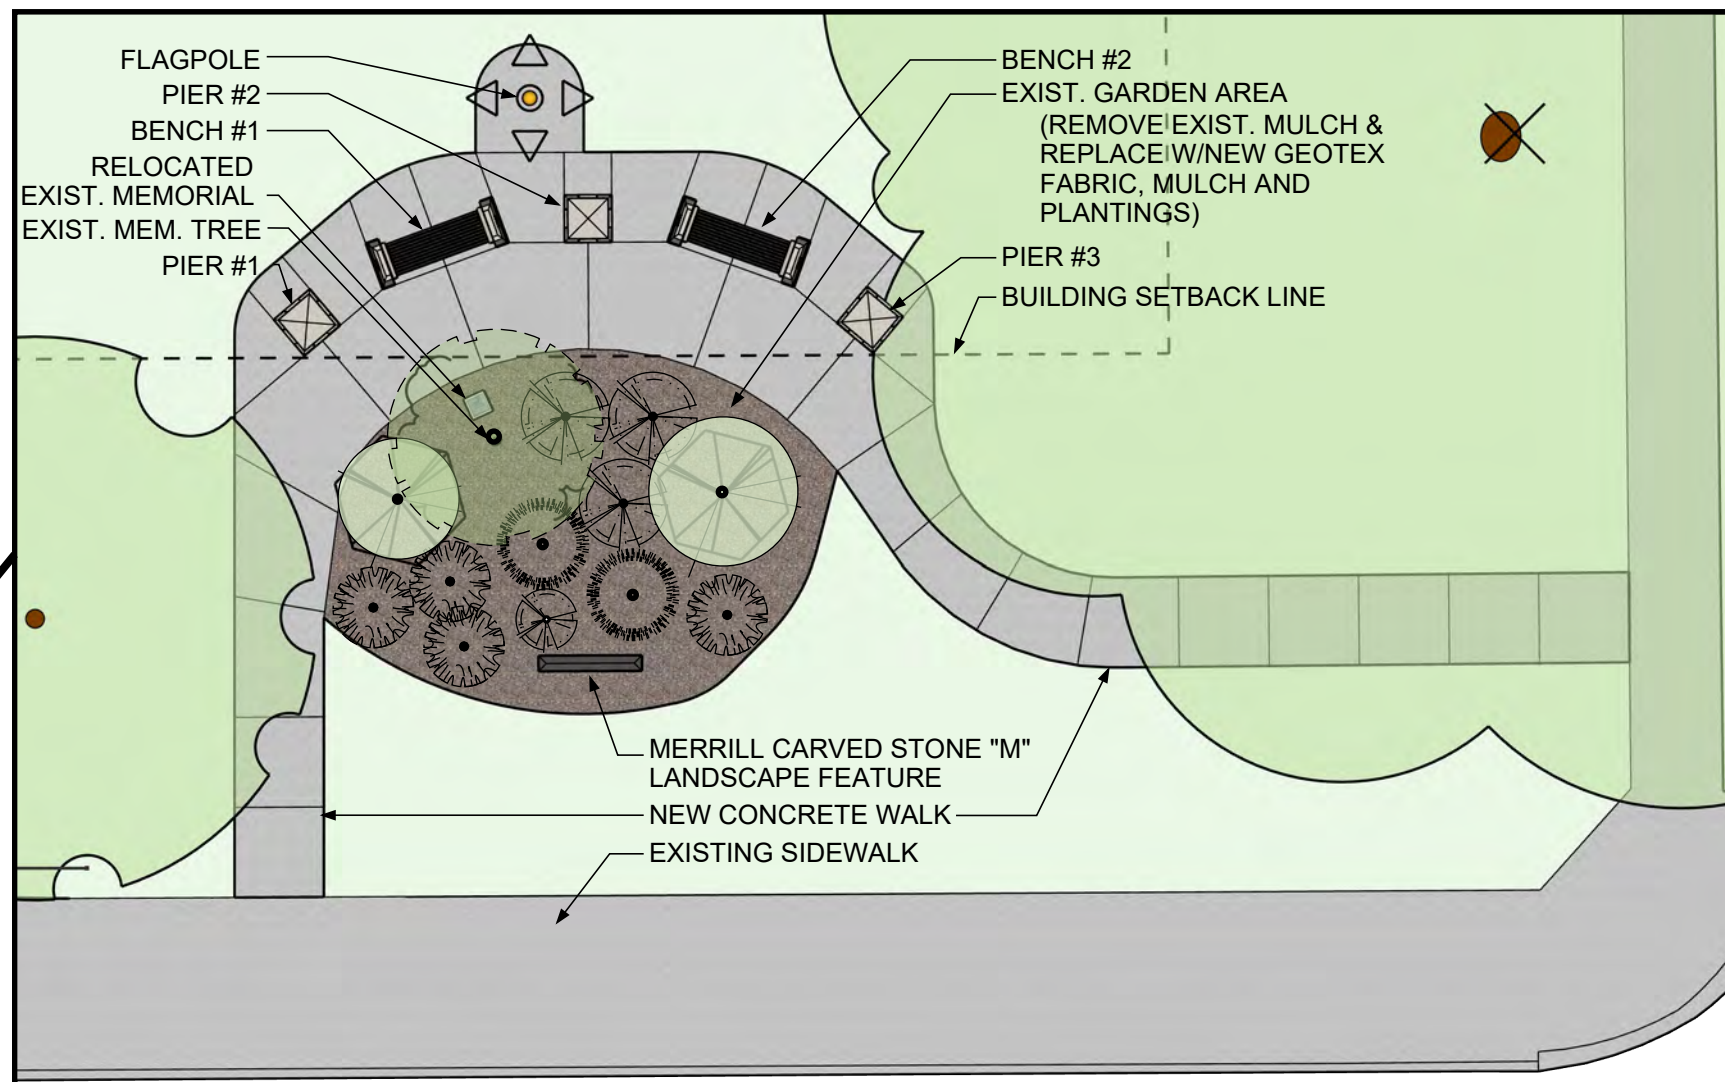 FLAGPOLE
PIER #2
BENCH #1
RELOCATED
EXIST. MEMORIAL
EXIST. MEM. TREE
PIER #1
BENCH #2
EXIST. GARDEN AREA
(REMOVE EXIST. MULCH &
REPLACE W/NEW GEOTEX
FABRIC, MULCH AND
PLANTINGS)
PIER #3
BUILDING SETBACK LINE
MERRILL CARVED STONE "M"
LANDSCAPE FEATURE
NEW CONCRETE WALK
EXISTING SIDEWALK